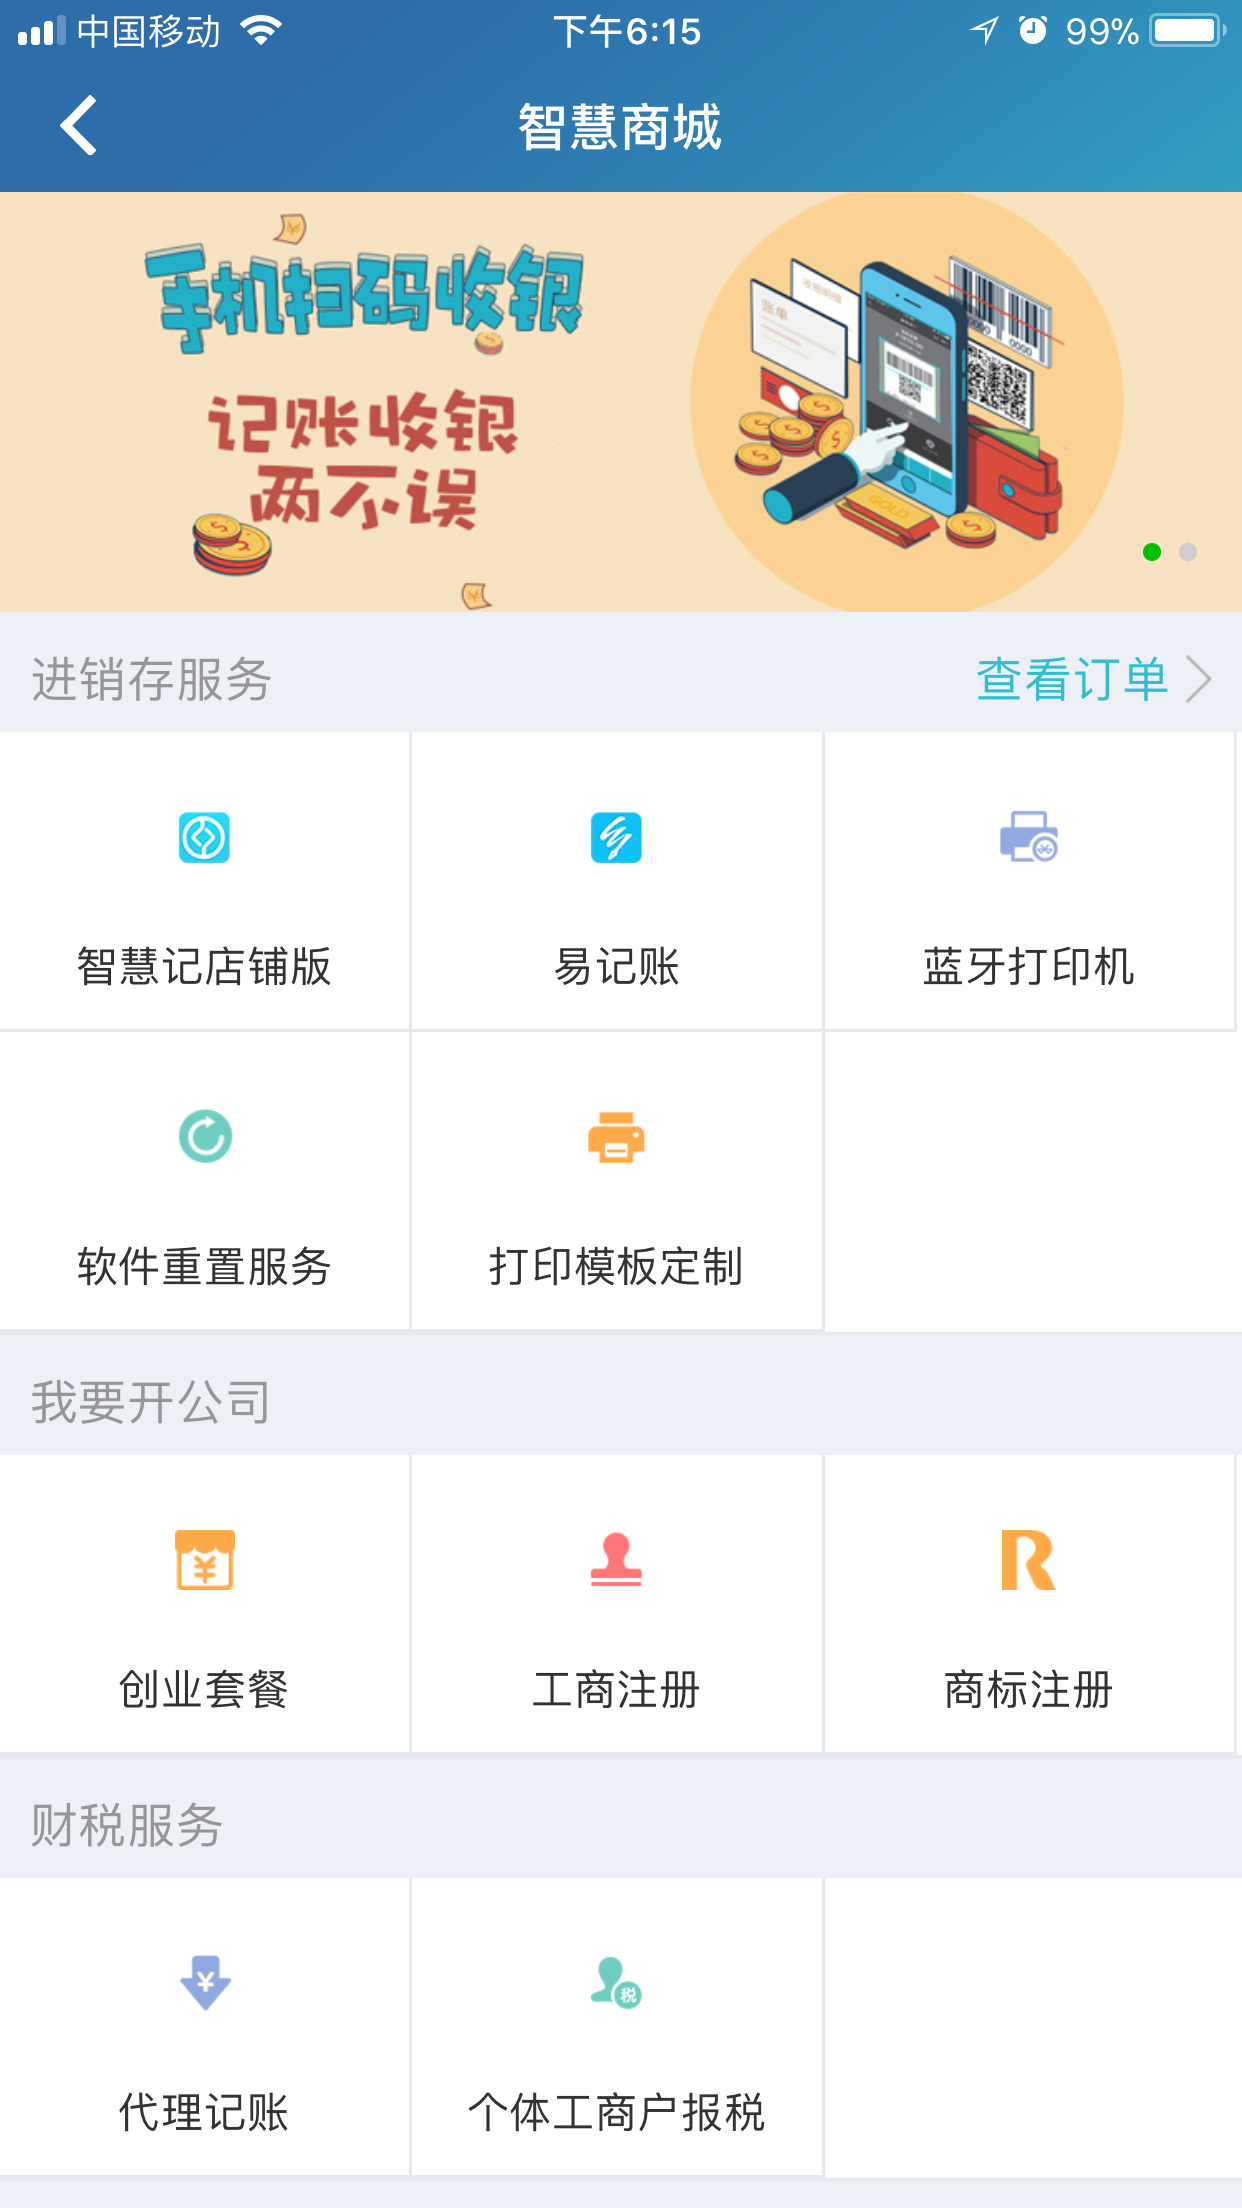 中国移动 下午6:15 99%
智慧商城
手机扫码收银
记账收银
两不误
账单
0000
GOLD
进销存服务 查看订单
智慧记店铺版 易记账 蓝牙打印机
软件重置服务 打印模板定制
我要开公司
R
创业套餐 工商注册 商标注册
财税服务
¥ 税
代理记账 个体工商户报税